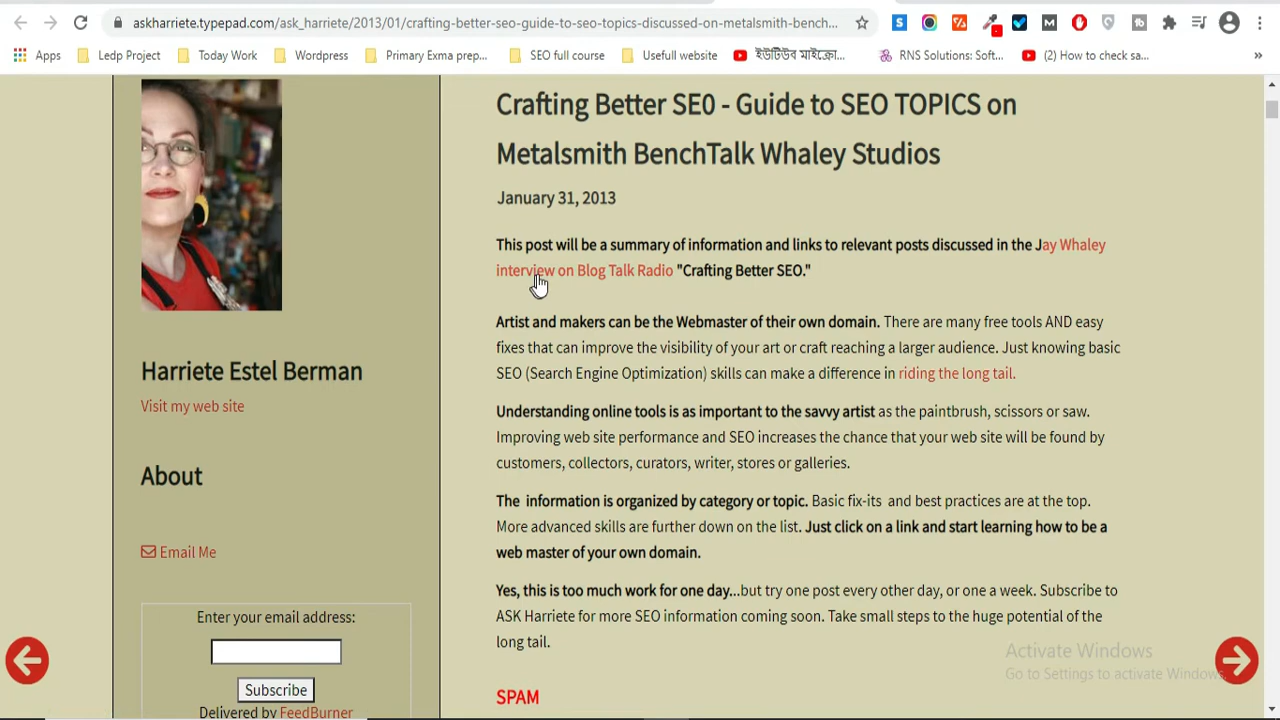 askharriete.typepad.com/ask_harriete/2013/01/crafting-better-seo-guide-to-seo-topics-discussed-on-metalsmith-bench...
Apps
Ledp Project
Today Work
Wordpress
Primary Exma prep...
SEO full course
Usefull website
ইউটিউব মাইক্রো...
RNS Solutions: Soft...
(2) How to check sa...
»
Crafting Better SE0 - Guide to SEO TOPICS on
Metalsmith BenchTalk Whaley Studios
January 31, 2013
This post will be a summary of information and links to relevant posts discussed in the Jay Whaley
interview on Blog Talk Radio "Crafting Better SEO."
Artist and makers can be the Webmaster of their own domain. There are many free tools AND easy
fixes that can improve the visibility of your art or craft reaching a larger audience. Just knowing basic
SEO (Search Engine Optimization) skills can make a difference in riding the long tail.
Understanding online tools is as important to the savvy artist as the paintbrush, scissors or saw.
Improving web site performance and SEO increases the chance that your web site will be found by
customers, collectors, curators, writer, stores or galleries.
The information is organized by category or topic. Basic fix-its and best practices are at the top.
More advanced skills are further down on the list. Just click on a link and start learning how to be a
web master of your own domain.
Yes, this is too much work for one day...but try one post every other day, or one a week. Subscribe to
ASK Harriete for more SEO information coming soon. Take small steps to the huge potential of the
long tail.
SPAM
Harriete Estel Berman
Visit my web site
About
Email Me
Enter your email address:
Subscribe
Delivered by FeedBurner
Activate Windows
Go to Settings to activate Windows.